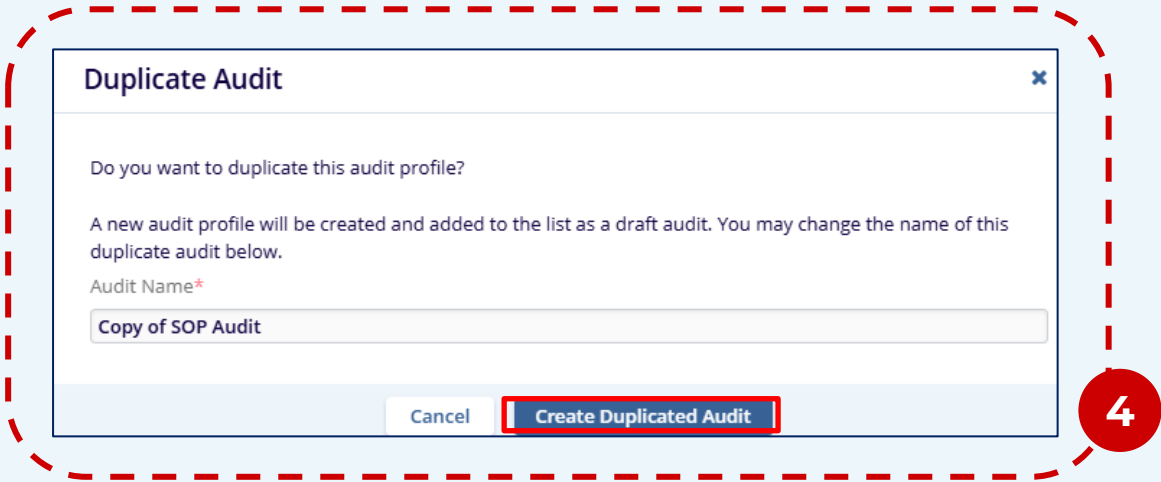 Duplicate Audit
Do you want to duplicate this audit profile?
A new audit profile will be created and added to the list as a draft audit. You may change the name of this
duplicate audit below.
Audit Name*
Copy of SOP Audit
Cancel
Create Duplicated Audit
4